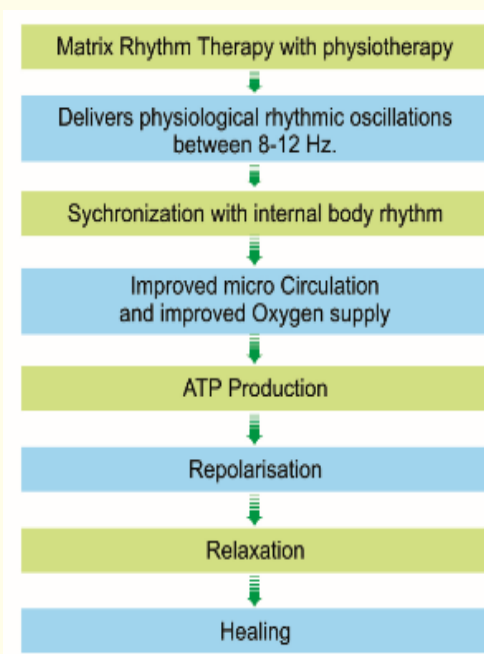 Matrix Rhythm Therapy with physiotherapy
Delivers physiological rhythmic oscillations
between 8-12 Hz.
Sychronization with internal body rhythm
Improved micro Circulation
and improved Oxygen supply
ATP Production
Repolarisation
Relaxation
Healing